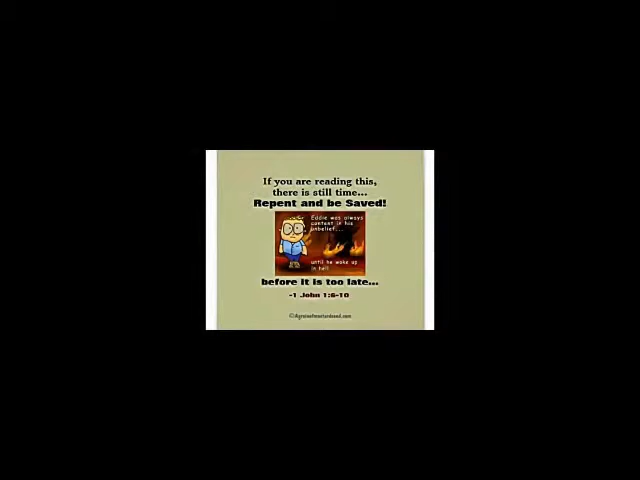 If you are reading this,
there is still time...
Repent and be Saved!
Eddie was always
content in his
unbelief...
until he woke up
in hell
before it is too late...
-1 John 1:6-10